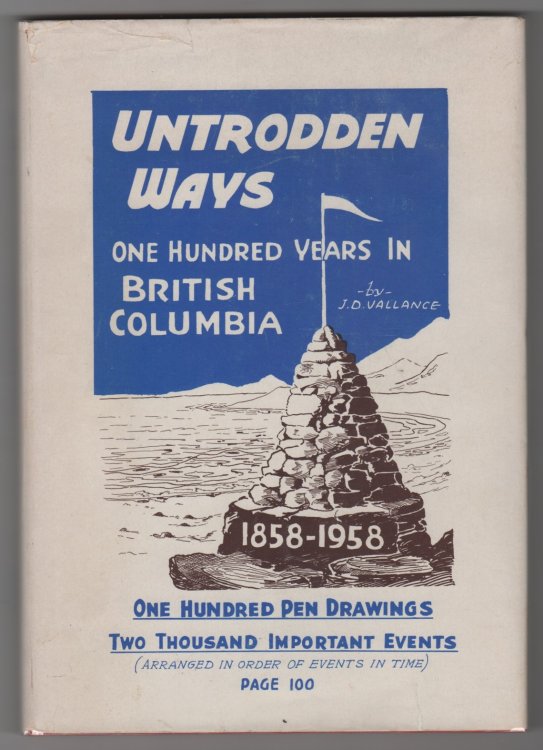 UNTRODDEN
WAYS
ONE HUNDRED YEARS IN
BRITISH
COLUMBIA
-by-
J.D. VALLANCE
1858-1958
ONE HUNDRED PEN DRAWINGS
TWO THOUSAND IMPORTANT EVENTS
(ARRANGED IN ORDER OF EVENTS IN TIME)
PAGE 100